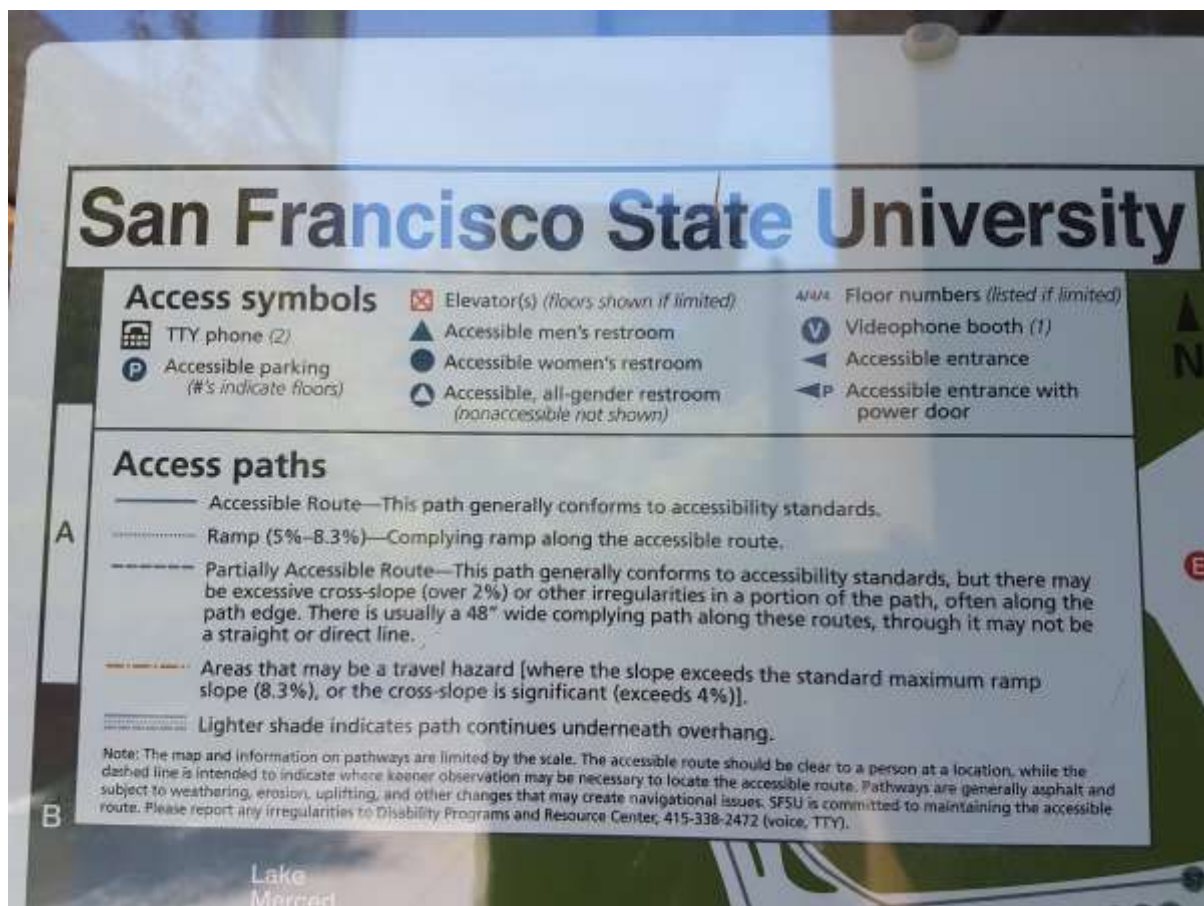 San Francisco State University
Access symbols
TTY phone (2)
P Accessible parking
(#'s indicate floors)
Elevator(s) (floors shown if limited)
Accessible men's restroom
Accessible women's restroom
Accessible, all-gender restroom
(nonaccessible not shown)
4/4/4 Floor numbers (listed if limited)
V Videophone booth (1)
Accessible entrance
P Accessible entrance with
power door
N
Access paths
Accessible Route—This path generally conforms to accessibility standards.
Ramp (5%–8.3%)—Complying ramp along the accessible route.
Partially Accessible Route—This path generally conforms to accessibility standards, but there may
be excessive cross-slope (over 2%) or other irregularities in a portion of the path, often along the
path edge. There is usually a 48" wide complying path along these routes, through it may not be
a straight or direct line.
Areas that may be a travel hazard [where the slope exceeds the standard maximum ramp
slope (8.3%), or the cross-slope is significant (exceeds 4%)].
Lighter shade indicates path continues underneath overhang.
Note: The map and information on pathways are limited by the scale. The accessible route should be clear to a person at a location, while the
dashed line is intended to indicate where keener observation may be necessary to locate the accessible route. Pathways are generally asphalt and
subject to weathering, erosion, uplifting, and other changes that may create navigational issues. SFSU is committed to maintaining the accessible
route. Please report any irregularities to Disability Programs and Resource Center, 415-338-2472 (voice, TTY).
A
B
E
Lake
Merced